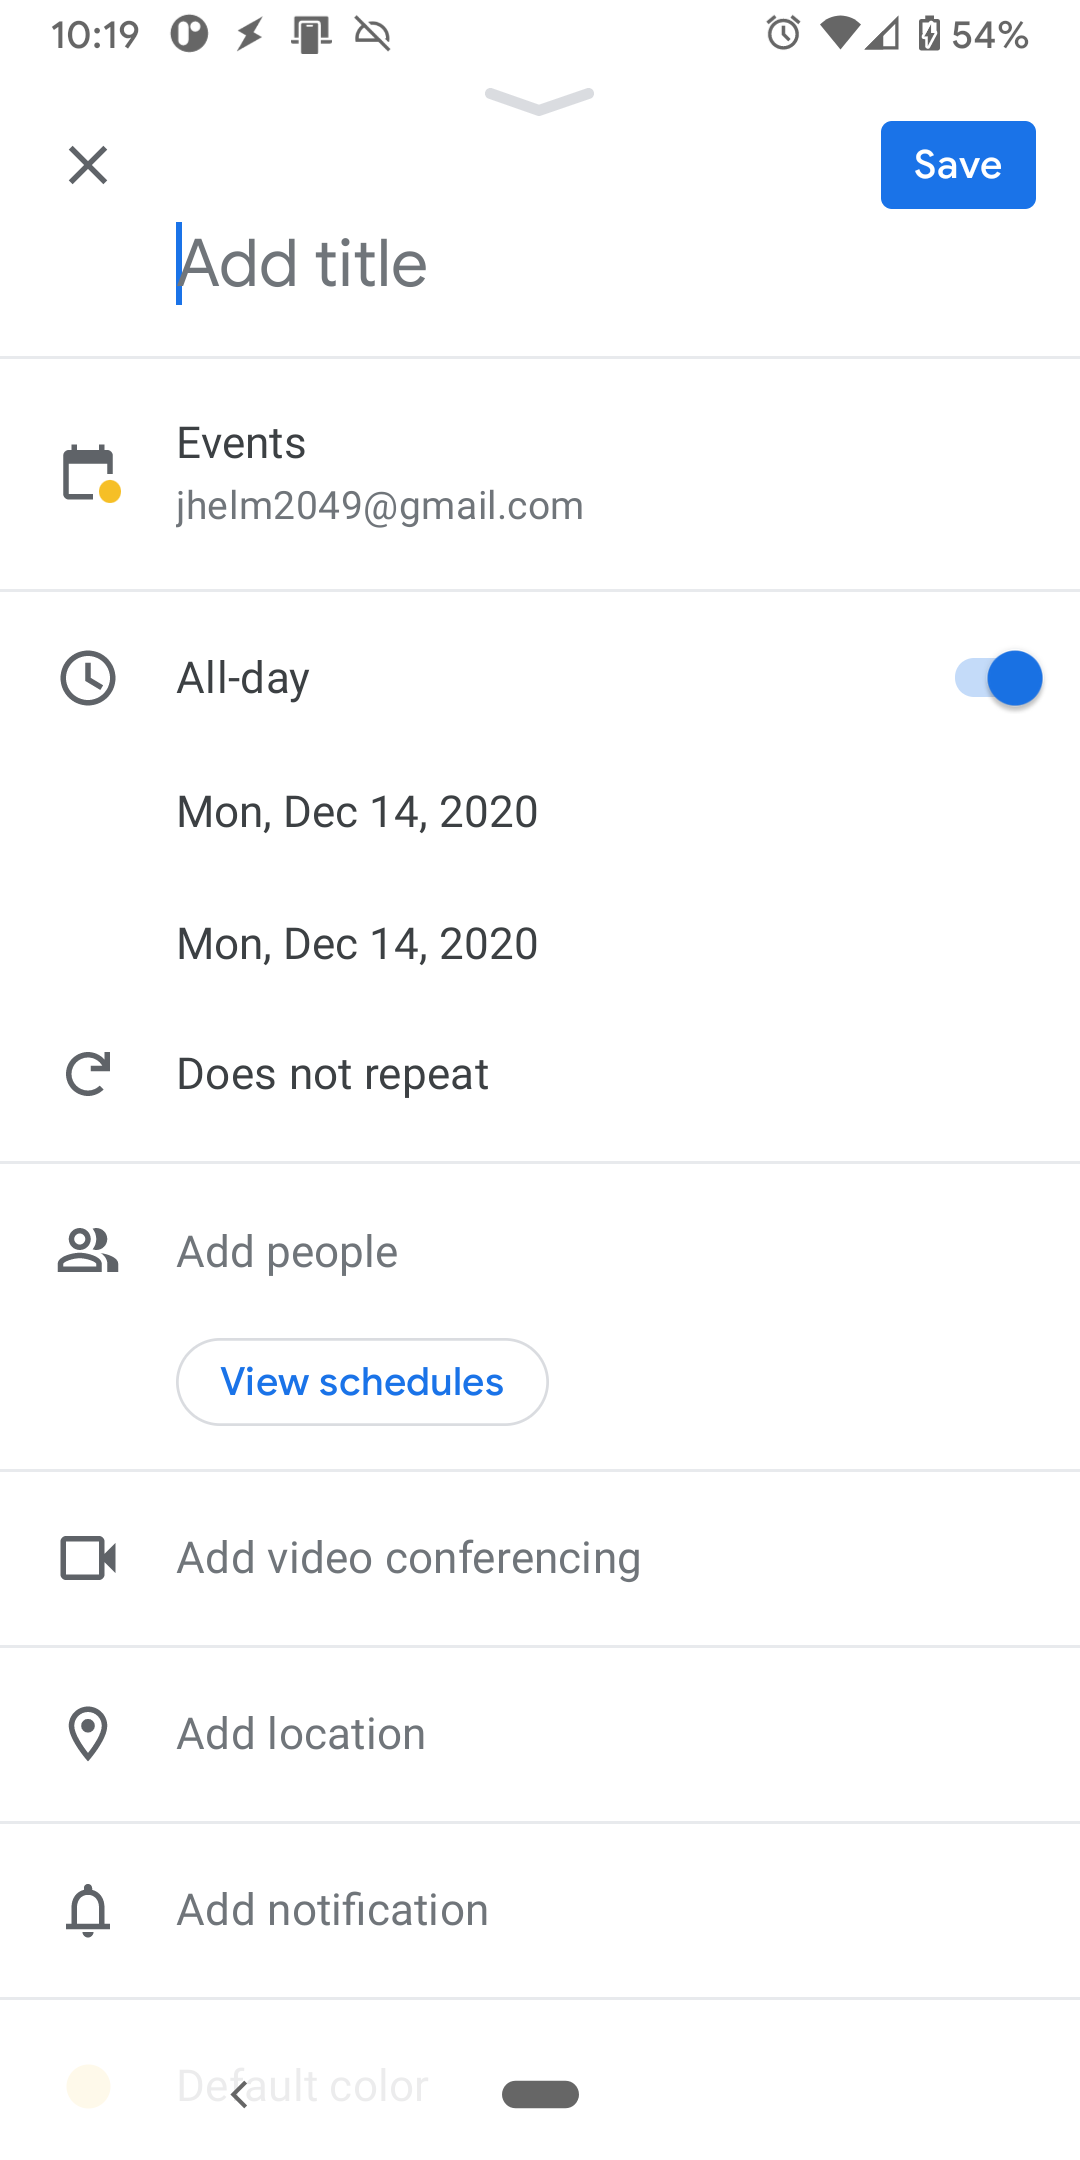 10:19
54%
Save
Add title
Events
jhelm2049@gmail.com
All-day
Mon, Dec 14, 2020
Mon, Dec 14, 2020
Does not repeat
Add people
View schedules
Add video conferencing
Add location
Add notification
Default color